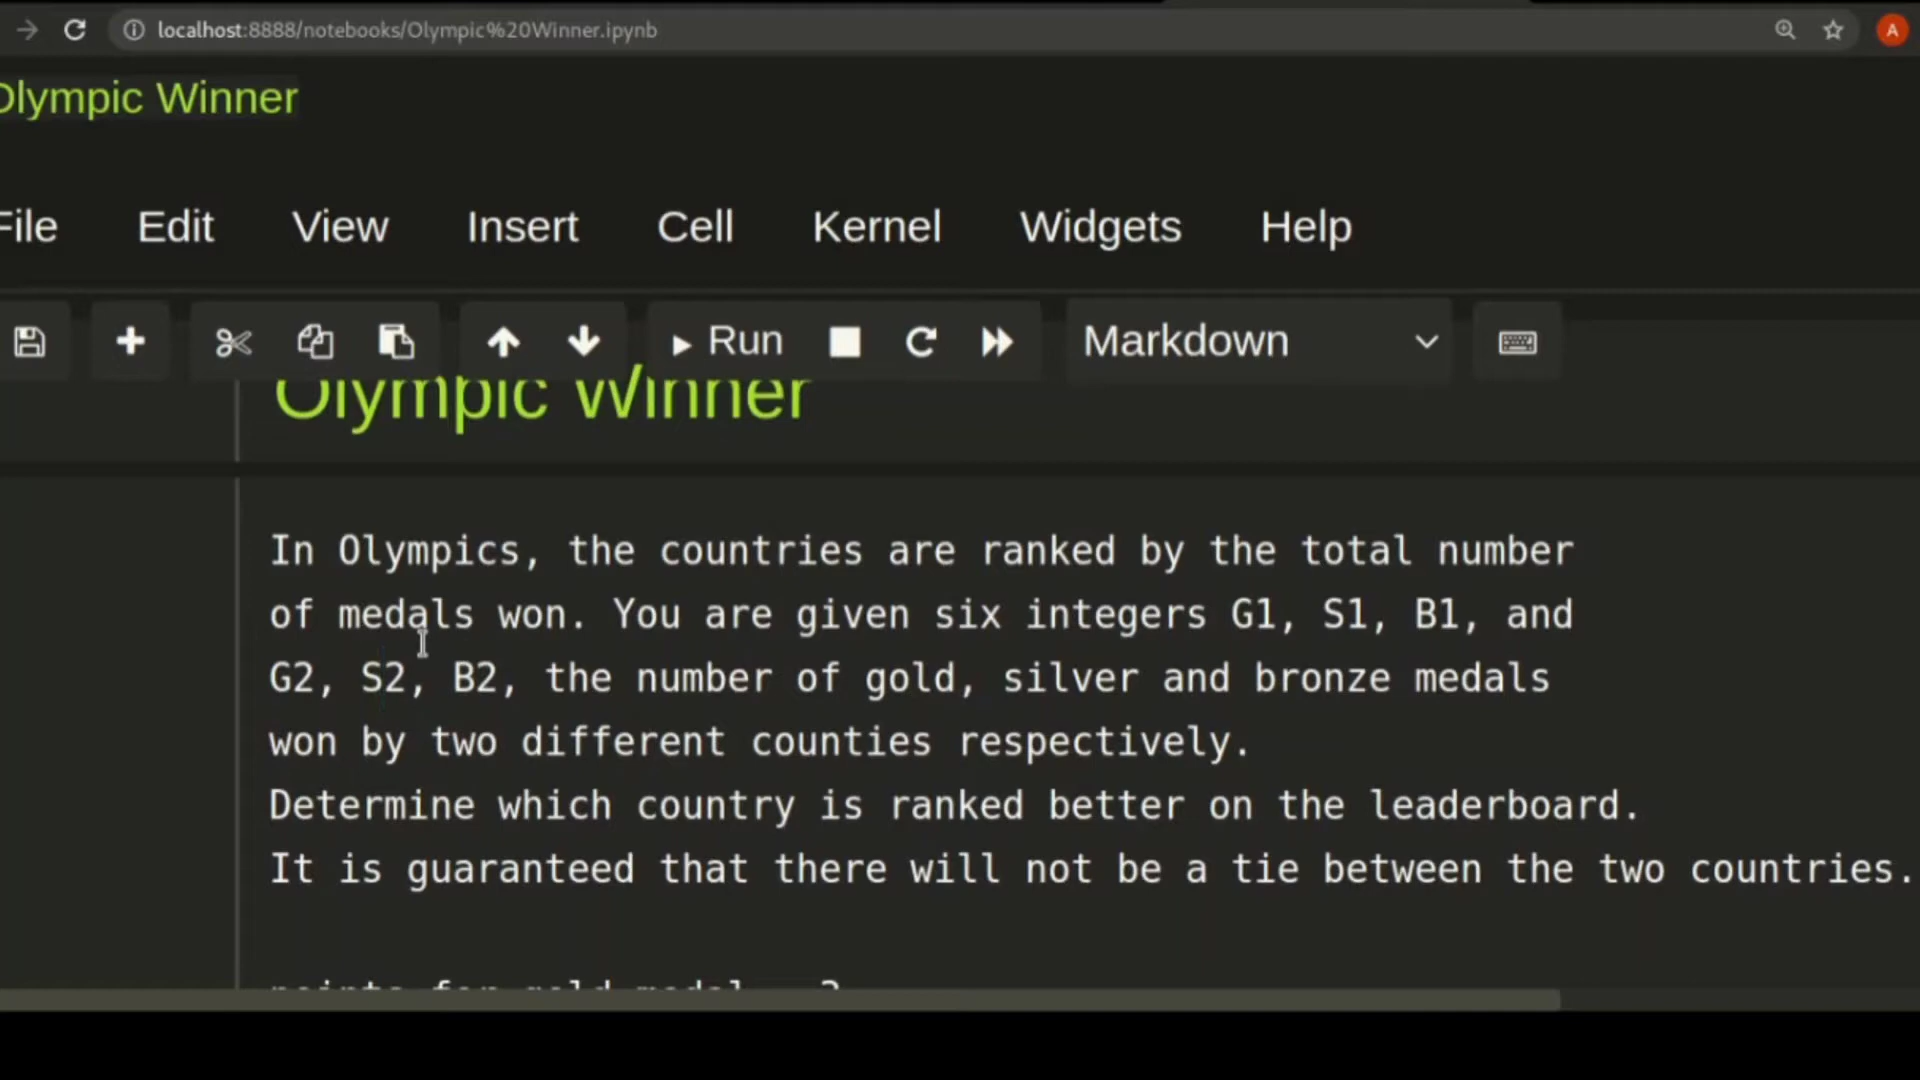 localhost:8888/notebooks/Olympic%20Winner.ipynb
A
Olympic Winner
File Edit View Insert Cell Kernel Widgets Help
Run Markdown
Olympic Winner
In Olympics, the countries are ranked by the total number
of medals won. You are given six integers G1, S1, B1, and
G2, S2, B2, the number of gold, silver and bronze medals
won by two different counties respectively.
Determine which country is ranked better on the leaderboard.
It is guaranteed that there will not be a tie between the two countries.
points for gold medal